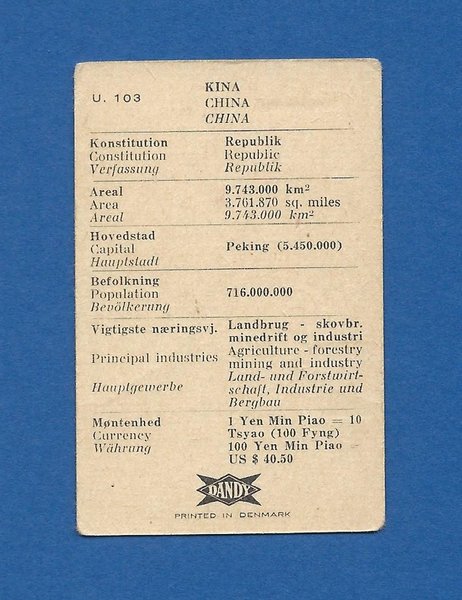 U. 103
KINA
CHINA
CHINA
Konstitution Republik
Constitution Republic
Verfassung Republik
Areal 9.743.000 km²
Area 3.761.870 sq. miles
Areal 9.743.000 km²
Hovedstad
Capital Peking (5.450.000)
Hauptstadt
Befolkning
Population 716.000.000
Bevölkerung
Vigtigste næringsvj. Landbrug - skovbr.
minedrift og industri
Principal industries Agriculture - forestry
mining and industry
Hauptgewerbe Land- und Forstwirt-
schaft, Industrie und
Bergbau
Møntenhed 1 Yen Min Piao = 10
Currency Tsyao (100 Fyng)
Währung 100 Yen Min Piao =
US $ 40.50
DANDY
PRINTED IN DENMARK